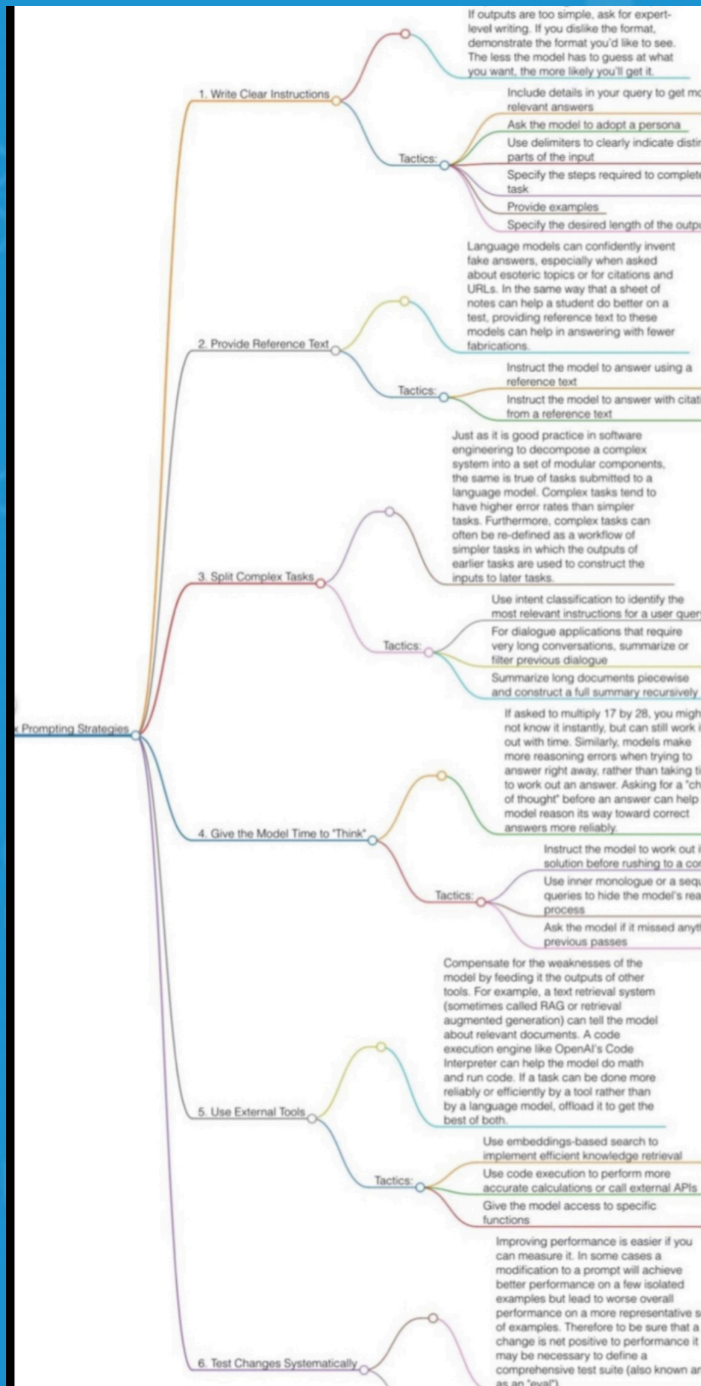 If outputs are too simple, ask for expert-
level writing. If you dislike the format,
demonstrate the format you'd like to see.
The less the model has to guess at what
you want, the more likely you'll get it.
1. Write Clear Instructions
Include details in your query to get
relevant answers
Ask the model to adopt a persona
Tactics:
Use delimiters to clearly indicate
parts of the input
Specify the steps required to complete
task
Provide examples
Specify the desired length of the
Language models can confidently invent
fake answers, especially when asked
about esoteric topics or for citations and
URLs. In the same way that a sheet of
notes can help a student do better on a
test, providing reference text to these
models can help in answering with fewer
fabrications.
2. Provide Reference Text
Tactics:
Instruct the model to answer using a
reference text
Instruct the model to answer with
from a reference text
Just as it is good practice in software
engineering to decompose a complex
system into a set of modular components,
the same is true of tasks submitted to a
language model. Complex tasks tend to
have higher error rates than simpler
tasks. Furthermore, complex tasks can
often be re-defined as a workflow of
simpler tasks in which the outputs of
earlier tasks are used to construct the
inputs to later tasks.
3. Split Complex Tasks
Tactics:
Use intent classification to identify the
most relevant instructions for a user
For dialogue applications that require
very long conversations, summarize or
filter previous dialogue
Summarize long documents piecewise
and construct a full summary recursively
Prompting Strategies
If asked to multiply 17 by 28, you
not know it instantly, but can still work
out with time. Similarly, models make
more reasoning errors when trying to
answer right away, rather than taking
to work out an answer. Asking for a
of thought" before an answer can help
model reason its way toward correct
answers more reliably.
4. Give the Model Time to "Think"
Tactics:
Instruct the model to work out
solution before rushing to a
Use inner monologue or a
queries to hide the model's
process
Ask the model if it missed
previous passes
Compensate for the weaknesses of the
model by feeding it the outputs of other
tools. For example, a text retrieval system
(sometimes called RAG or retrieval
augmented generation) can tell the model
about relevant documents. A code
execution engine like OpenAI's Code
Interpreter can help the model do math
and run code. If a task can be done more
reliably or efficiently by a tool rather than
by a language model, offload it to get the
best of both.
5. Use External Tools
Tactics:
Use embeddings-based search to
implement efficient knowledge retrieval
Use code execution to perform more
accurate calculations or call external APIs
Give the model access to specific
functions
Improving performance is easier if you
can measure it. In some cases a
modification to a prompt will achieve
better performance on a few isolated
examples but lead to worse overall
performance on a more representative
of examples. Therefore to be sure that a
change is net positive to performance it
may be necessary to define a
comprehensive test suite (also known
as an "eval").
6. Test Changes Systematically